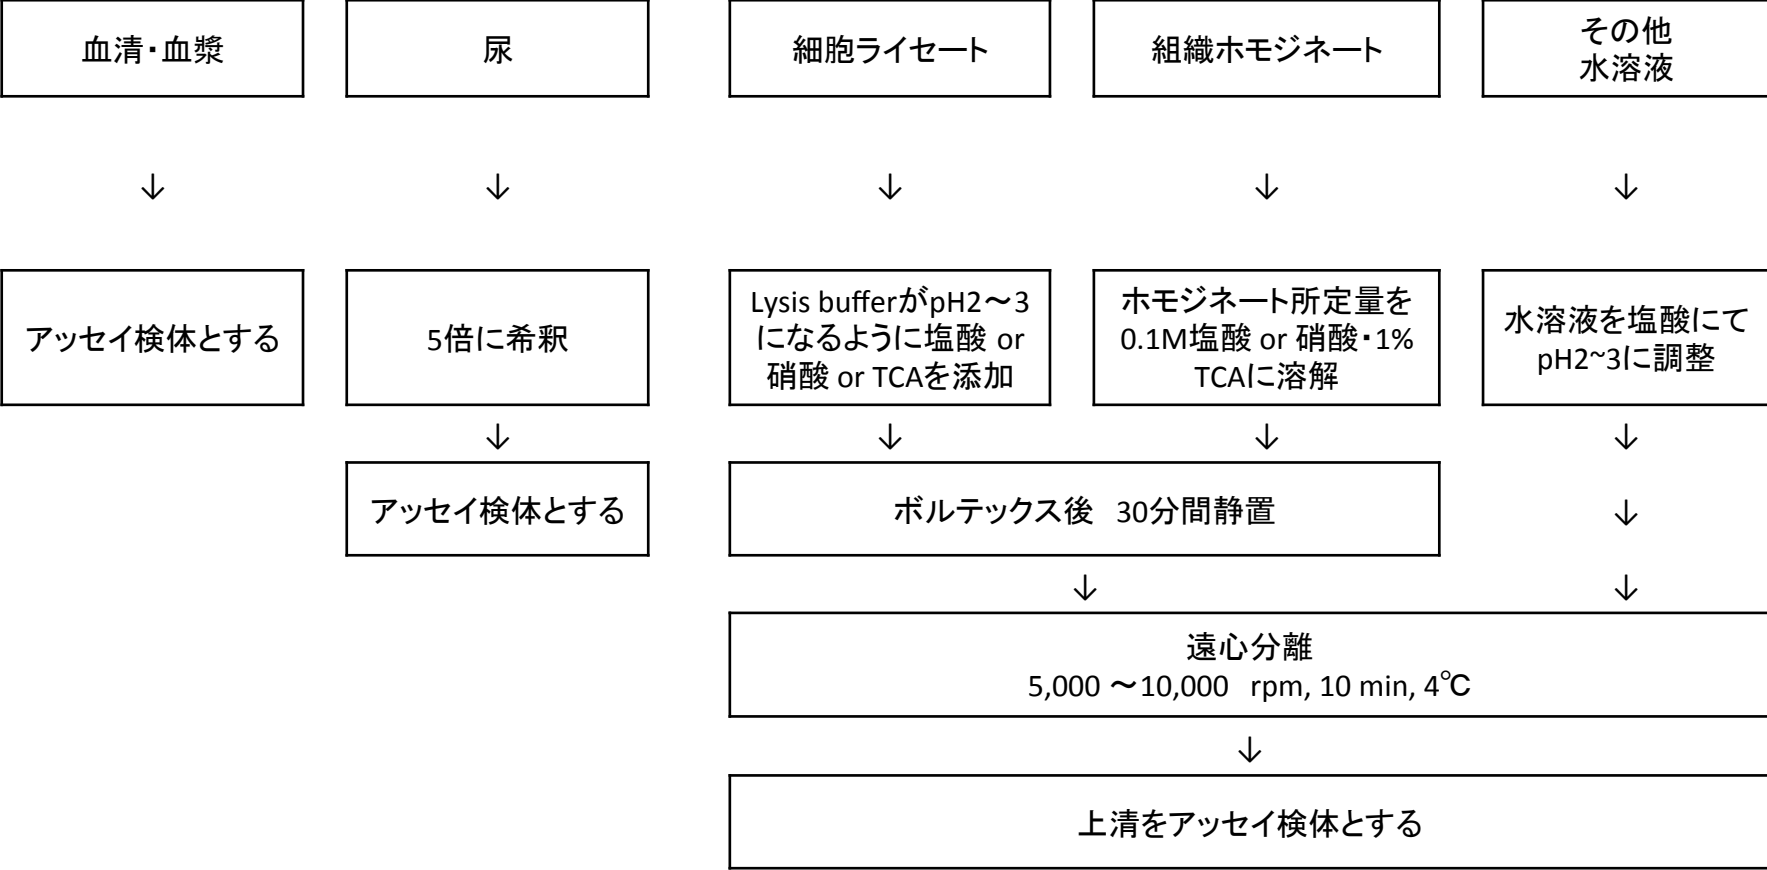 血清・血漿
尿
細胞ライセート
組織ホモジネート
その他
水溶液
↓
↓
↓
↓
↓
アッセイ検体とする
5倍に希釈
Lysis bufferがpH2～3
になるように塩酸 or
硝酸 or TCAを添加
ホモジネート所定量を
0.1M塩酸 or 硝酸・1%
TCAに溶解
水溶液を塩酸にて
pH2~3に調整
↓
↓
↓
↓
アッセイ検体とする
ボルテックス後 30分間静置
↓
↓
↓
遠心分離
5,000 ～10,000 rpm, 10 min, 4℃
↓
上清をアッセイ検体とする